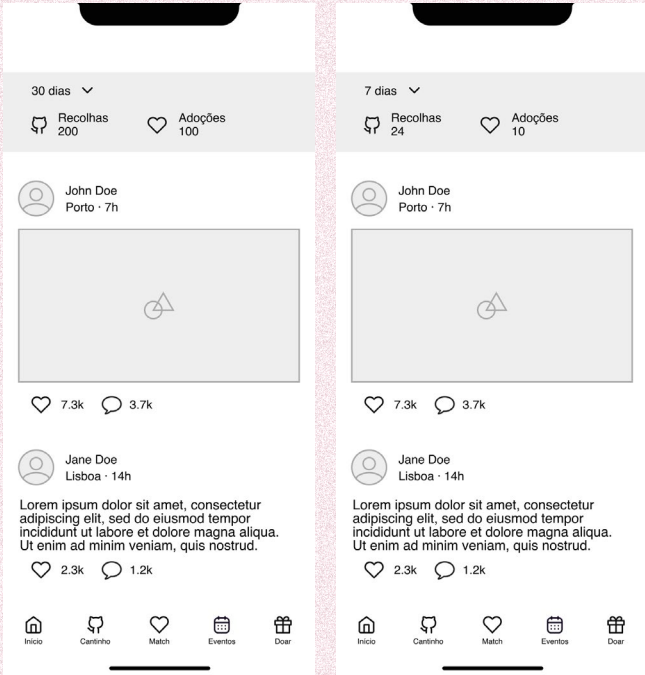 30 dias
Recolhas
200
Adoções
100
John Doe
Porto · 7h
7.3k
3.7k
Jane Doe
Lisboa · 14h
Lorem ipsum dolor sit amet, consectetur
adipiscing elit, sed do eiusmod tempor
incididunt ut labore et dolore magna aliqua.
Ut enim ad minim veniam, quis nostrud.
2.3k
1.2k
Início
Cantinho
Match
Eventos
Doar
7 dias
Recolhas
24
Adoções
10
John Doe
Porto · 7h
7.3k
3.7k
Jane Doe
Lisboa · 14h
Lorem ipsum dolor sit amet, consectetur
adipiscing elit, sed do eiusmod tempor
incididunt ut labore et dolore magna aliqua.
Ut enim ad minim veniam, quis nostrud.
2.3k
1.2k
Início
Cantinho
Match
Eventos
Doar